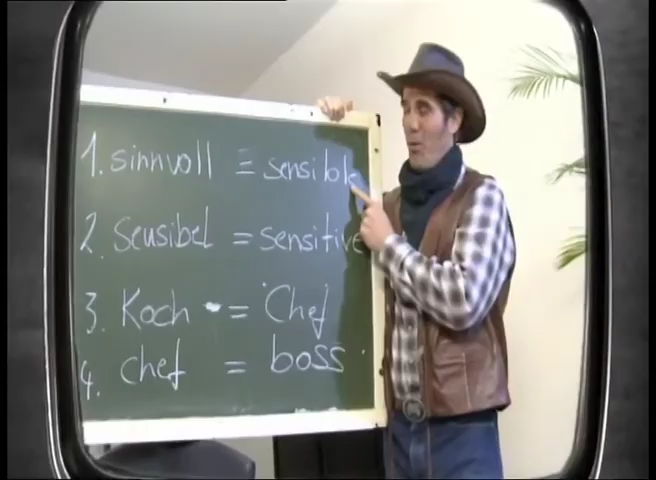 1. sinnvoll = sensible
2. Sensibel = sensitive
3 Koch = Chef
4. chef = boss